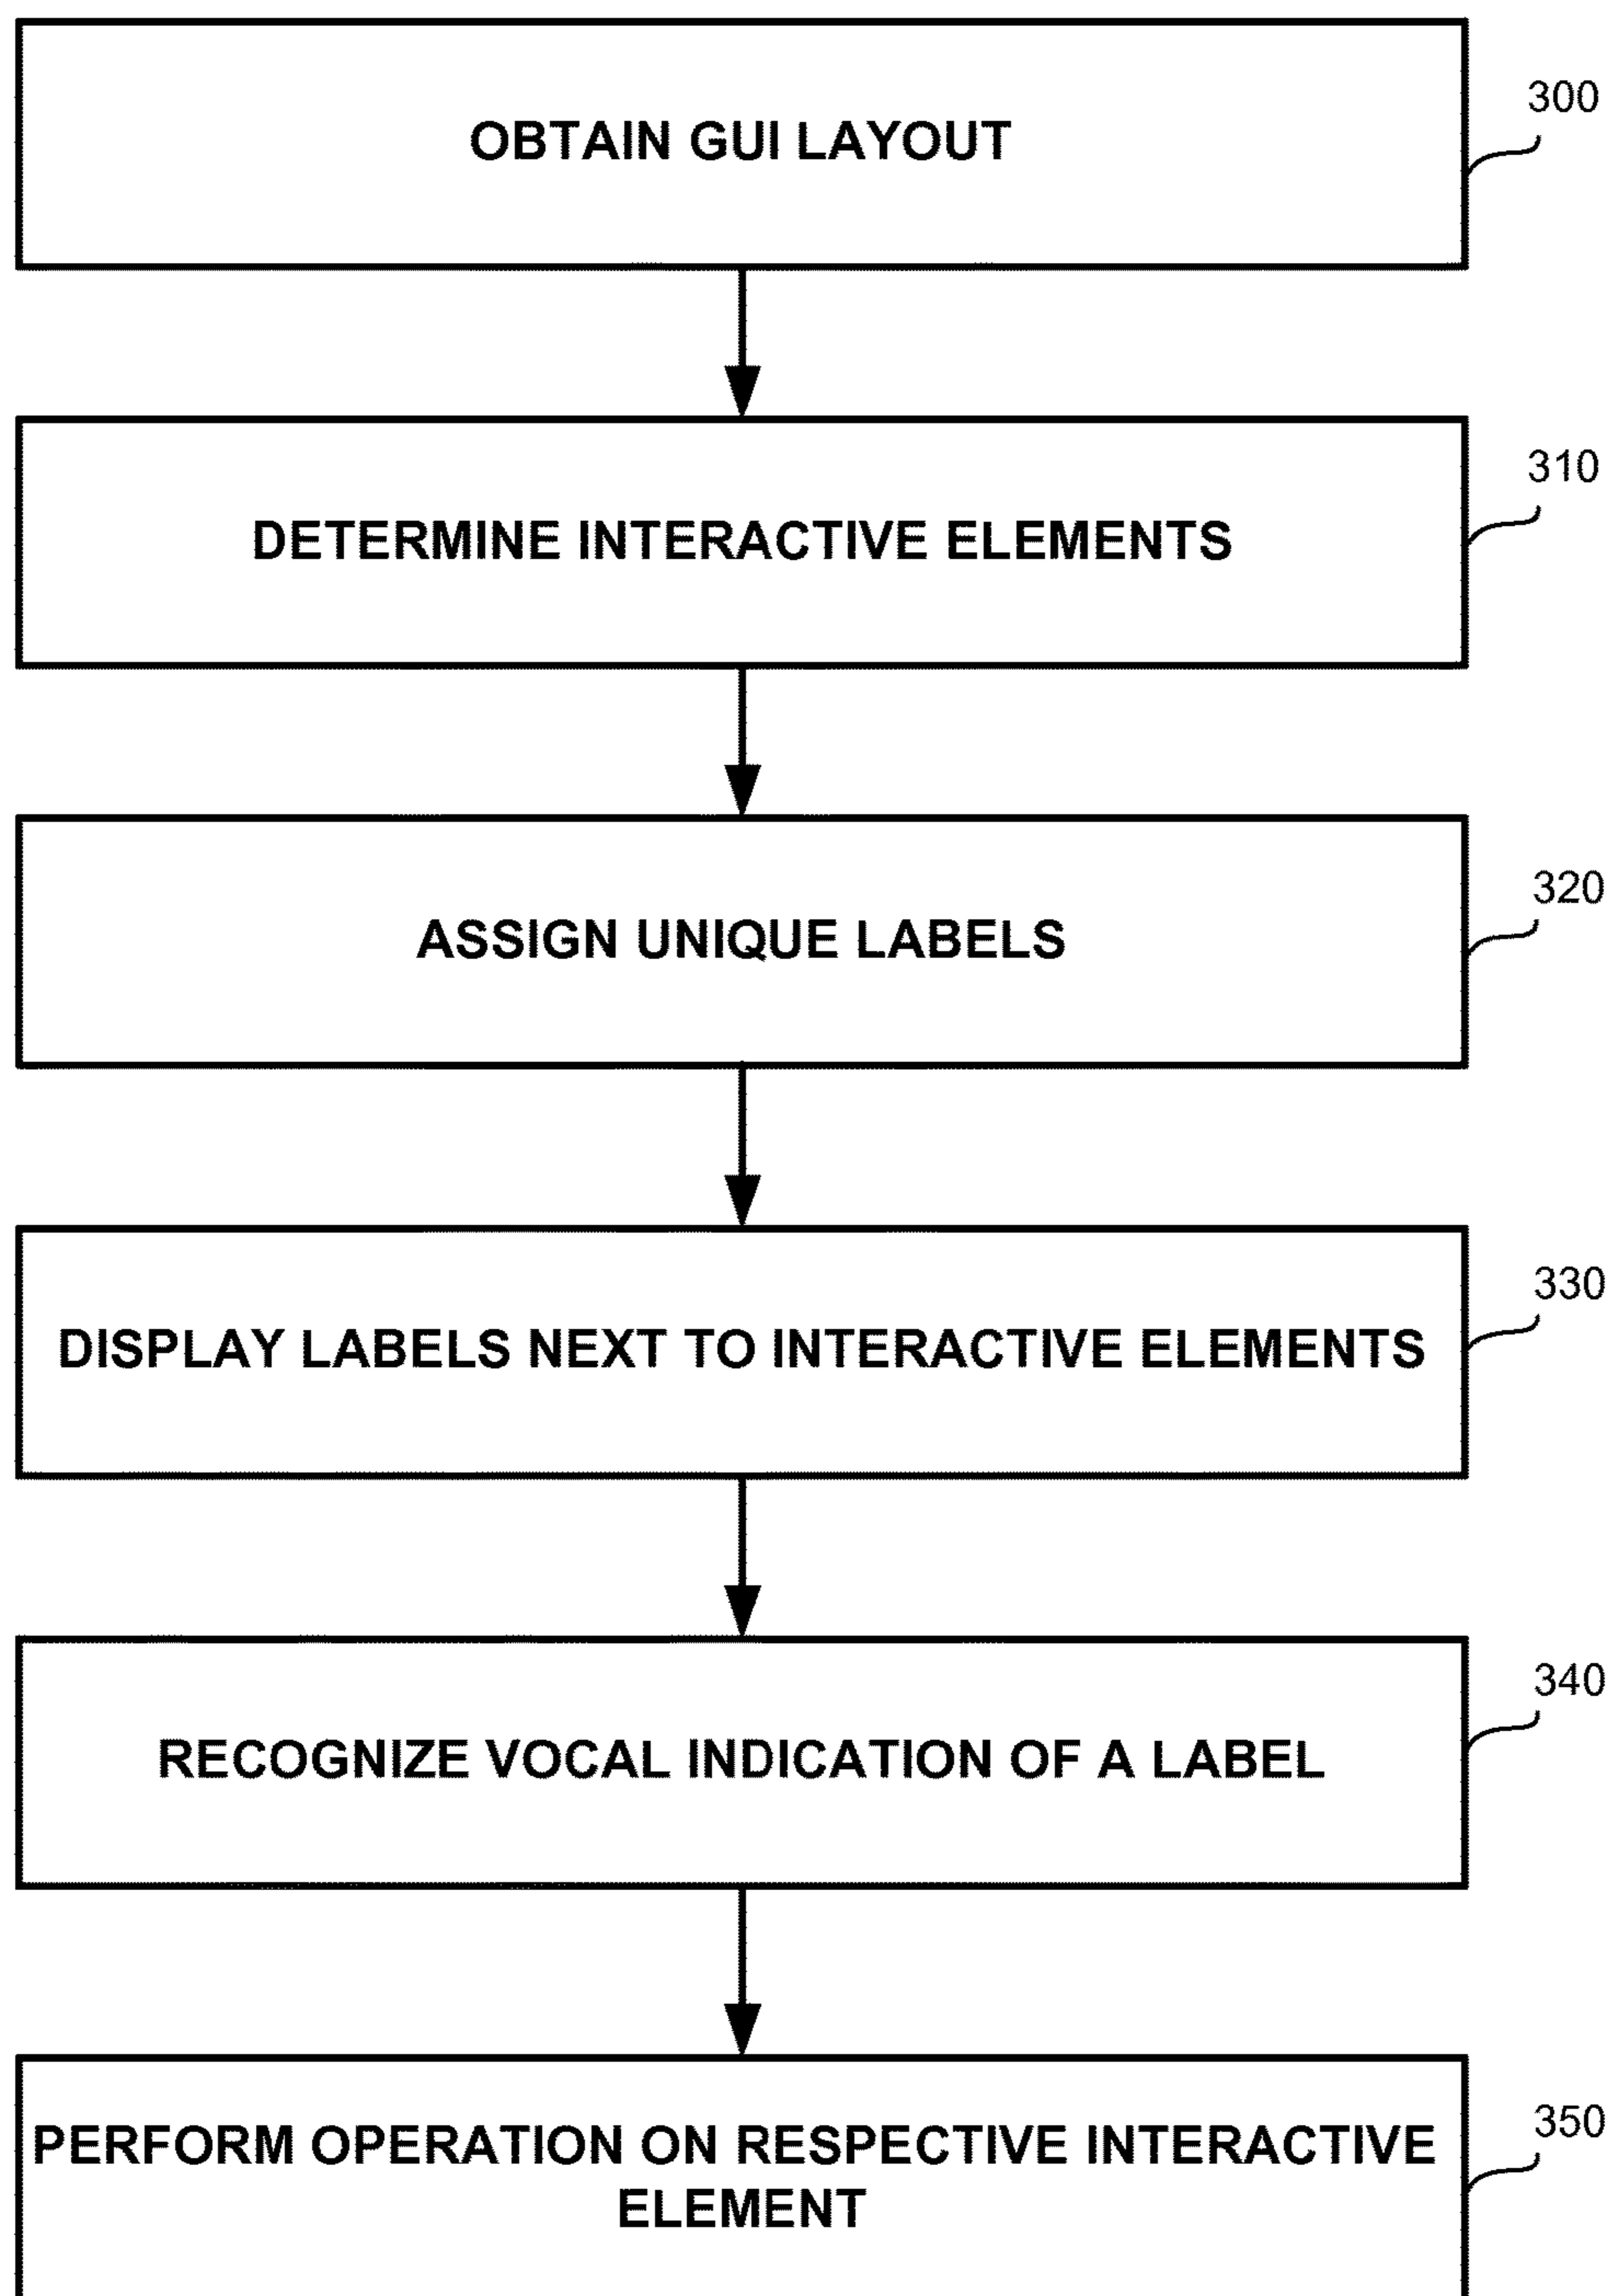 OBTAIN GUI LAYOUT
300
DETERMINE INTERACTIVE ELEMENTS
310
ASSIGN UNIQUE LABELS
320
DISPLAY LABELS NEXT TO INTERACTIVE ELEMENTS
330
RECOGNIZE VOCAL INDICATION OF A LABEL
340
PERFORM OPERATION ON RESPECTIVE INTERACTIVE
ELEMENT
350